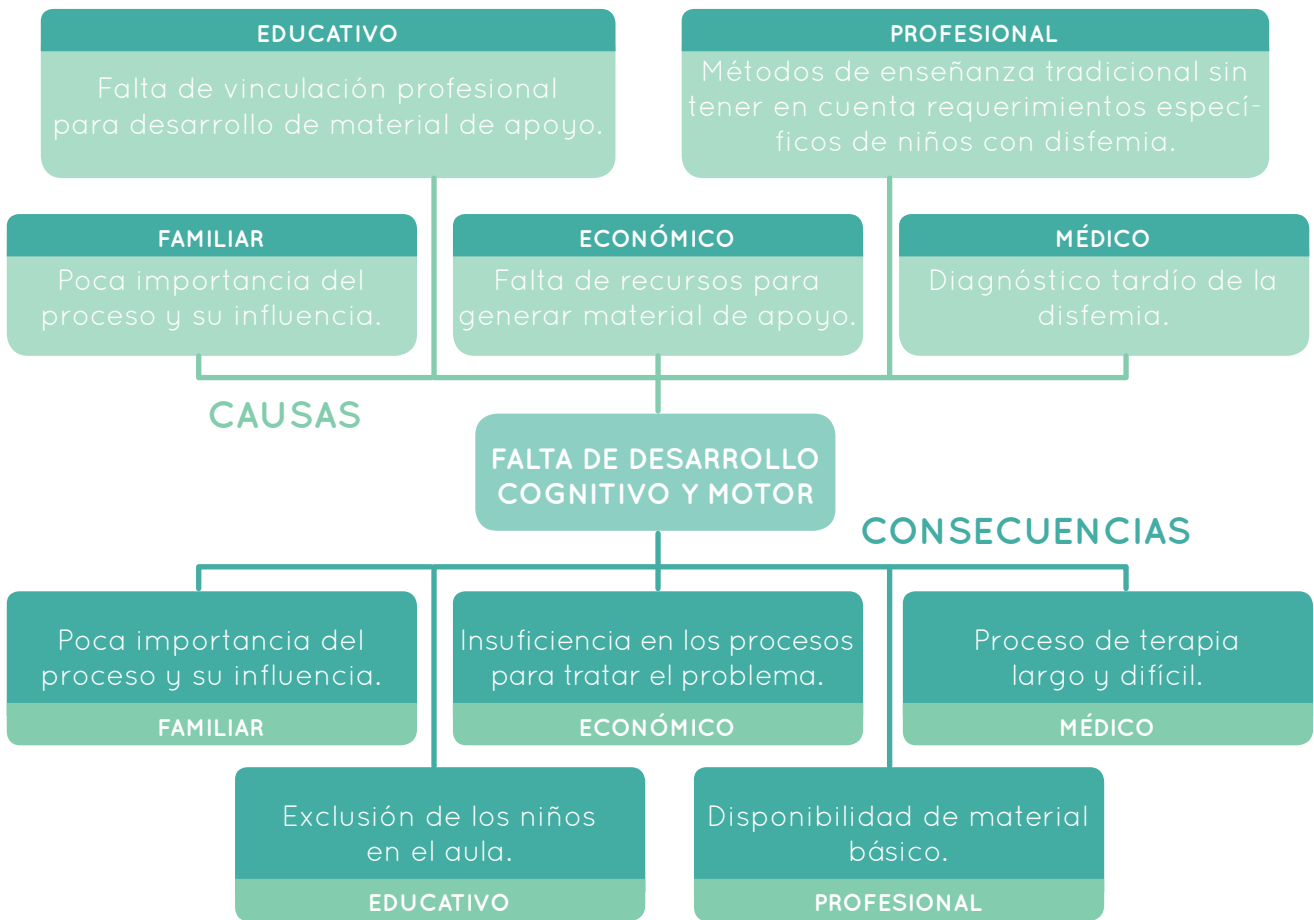 EDUCATIVO
Falta de vinculación profesional
para desarrollo de material de apoyo.
PROFESIONAL
Métodos de enseñanza tradicional sin
tener en cuenta requerimientos especí-
ficos de niños con disfemia.
FAMILIAR
Poca importancia del
proceso y su influencia.
ECONÓMICO
Falta de recursos para
generar material de apoyo.
MÉDICO
Diagnóstico tardío de la
disfemia.
CAUSAS
FALTA DE DESARROLLO
COGNITIVO Y MOTOR
CONSECUENCIAS
Poca importancia del
proceso y su influencia.
FAMILIAR
Insuficiencia en los procesos
para tratar el problema.
ECONÓMICO
Proceso de terapia
largo y difícil.
MÉDICO
Exclusión de los niños
en el aula.
EDUCATIVO
Disponibilidad de material
básico.
PROFESIONAL